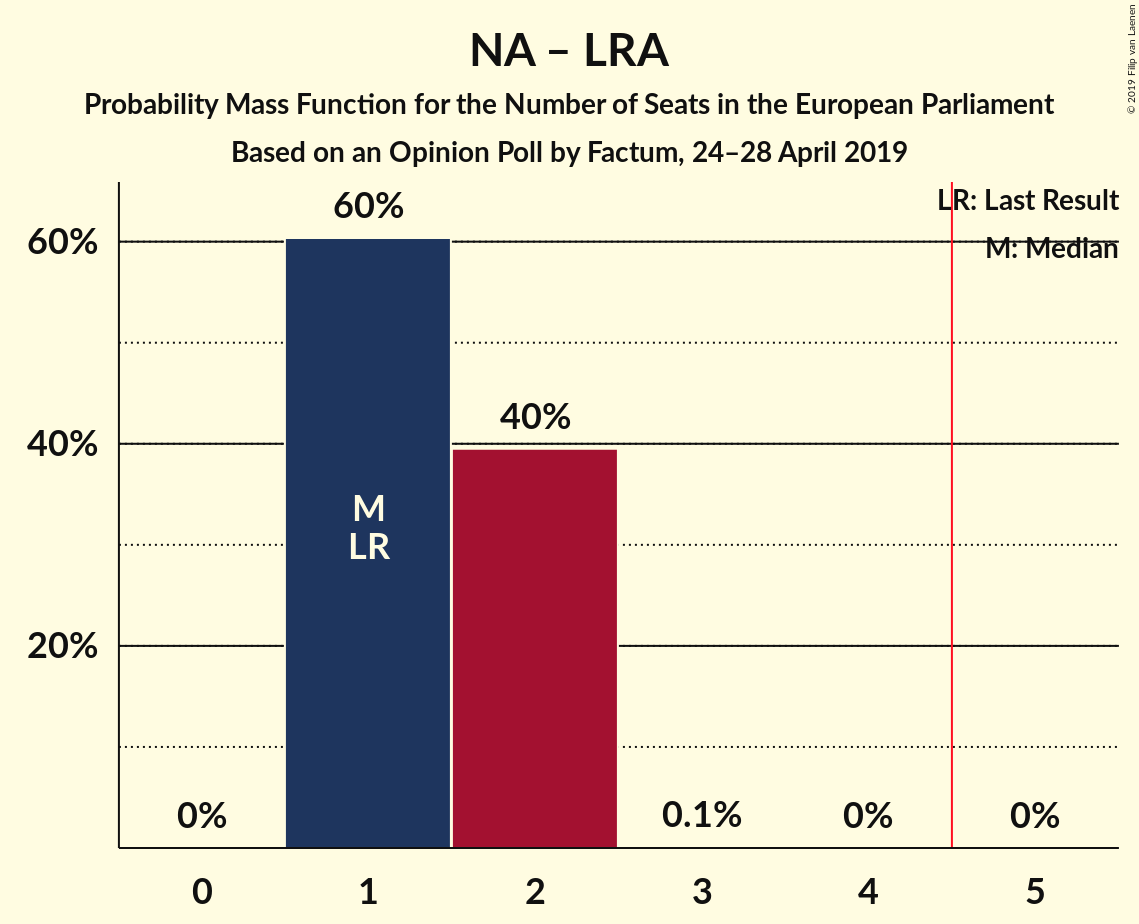 NA – LRA
Probability Mass Function for the Number of Seats in the European Parliament
Based on an Opinion Poll by Factum, 24–28 April 2019
© 2019 Filip van Laenen
LR: Last Result
M: Median
60%
40%
20%
60%
40%
M
LR
0%
0.1%
0%
0%
0
1
2
3
4
5